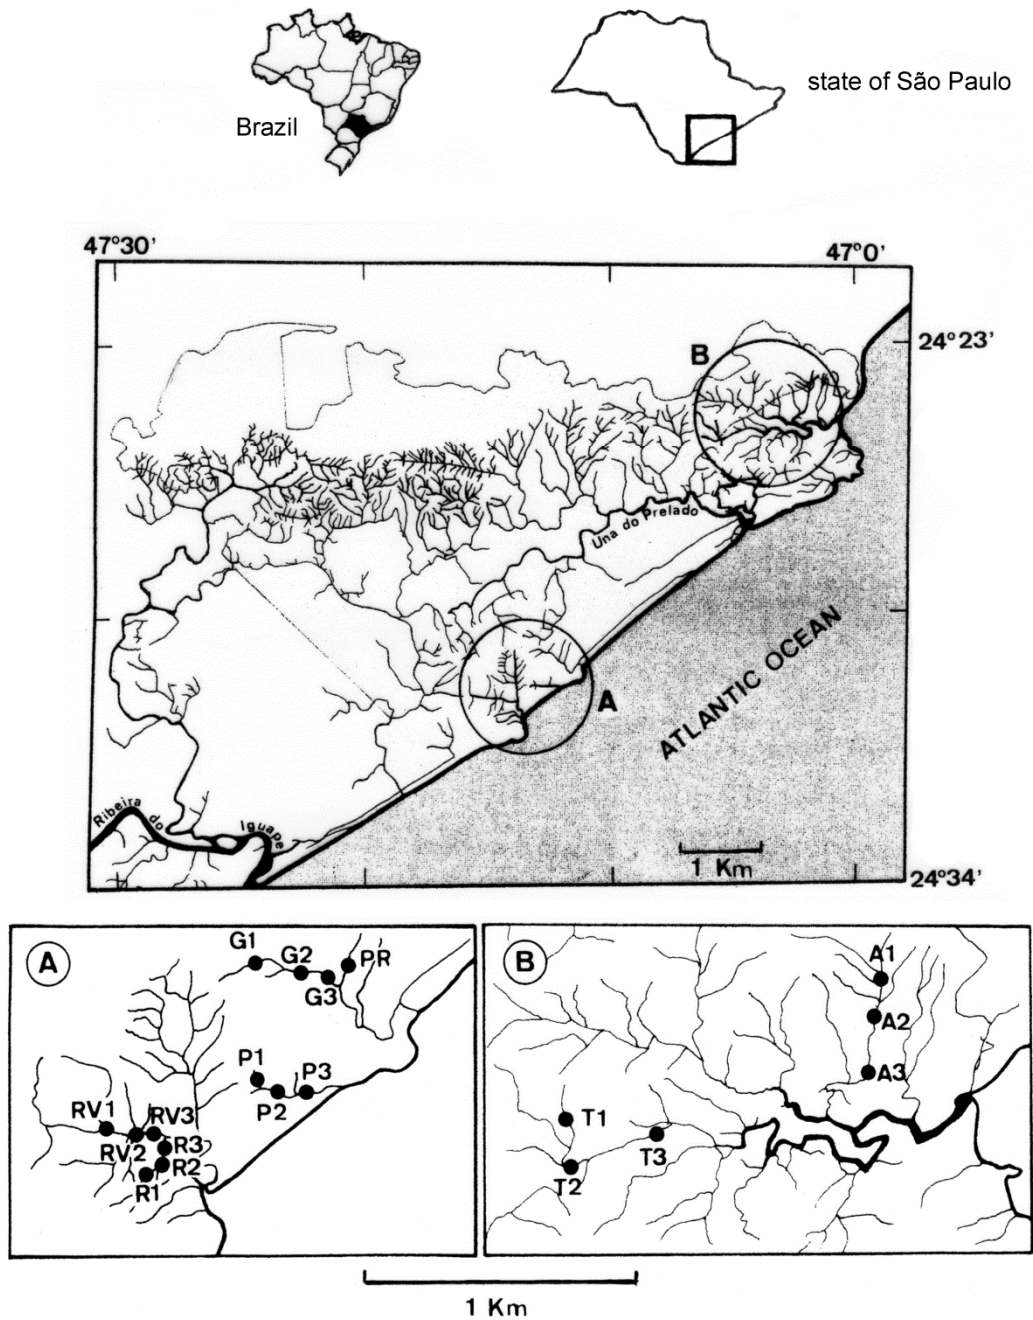 Brazil
state of São Paulo
47°30'
47°0'
24°23'
B
Una do Prelado
A
ATLANTIC OCEAN
Ribeira do Iguape
1 Km
24°34'
A
G1
G2
G3
PR
P1
P2
P3
RV1
RV2
RV3
R3
R2
R1
B
A1
A2
A3
T1
T2
T3
1 Km